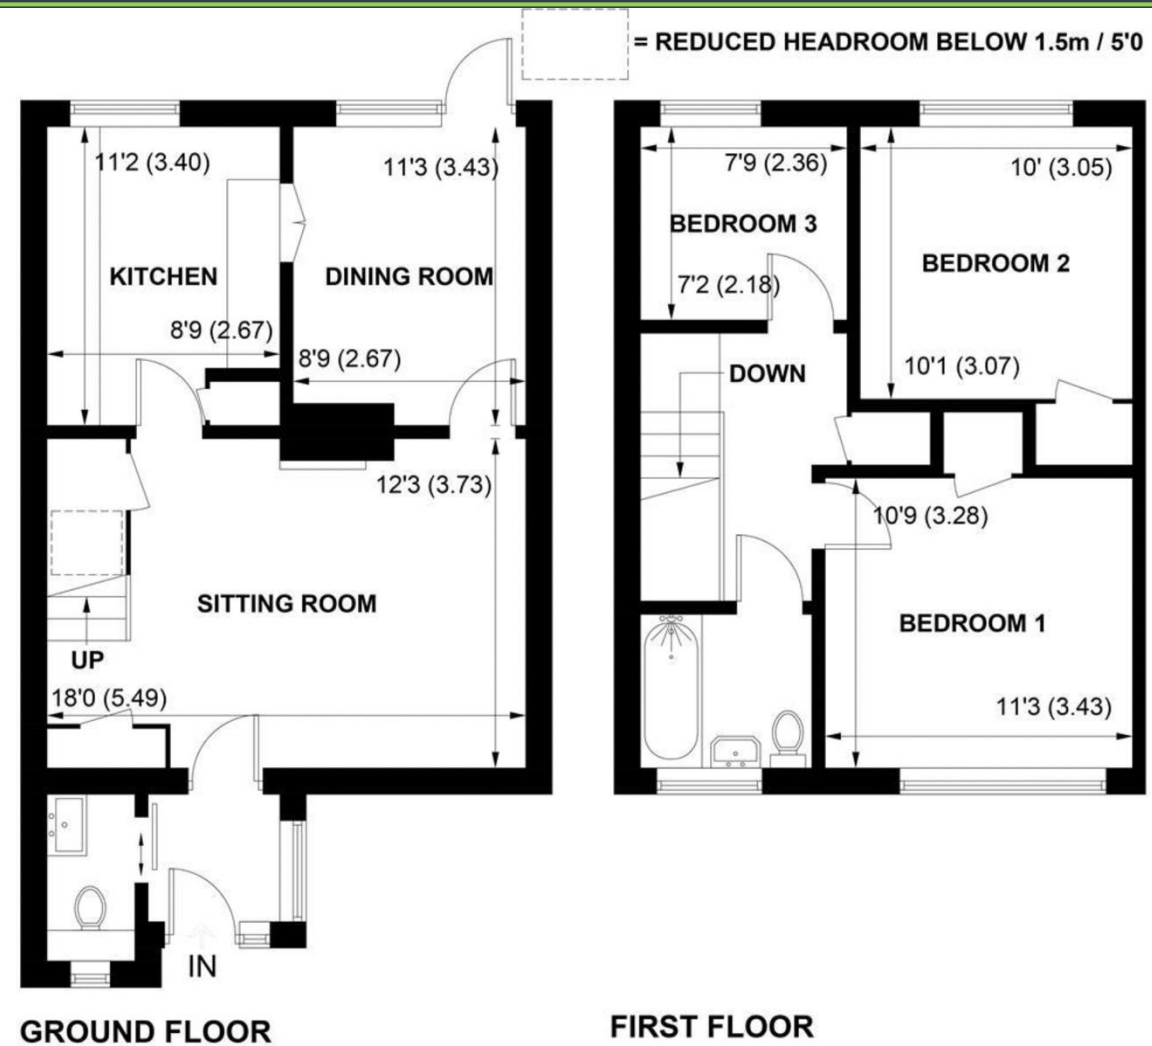 = REDUCED HEADROOM BELOW 1.5m / 5'0
11'2 (3.40)
11'3 (3.43)
KITCHEN
DINING ROOM
8'9 (2.67)
8'9 (2.67)
12'3 (3.73)
SITTING ROOM
UP
18'0 (5.49)
IN
GROUND FLOOR
7'9 (2.36)
10' (3.05)
BEDROOM 3
BEDROOM 2
7'2 (2.18)
10'1 (3.07)
DOWN
10'9 (3.28)
BEDROOM 1
11'3 (3.43)
FIRST FLOOR